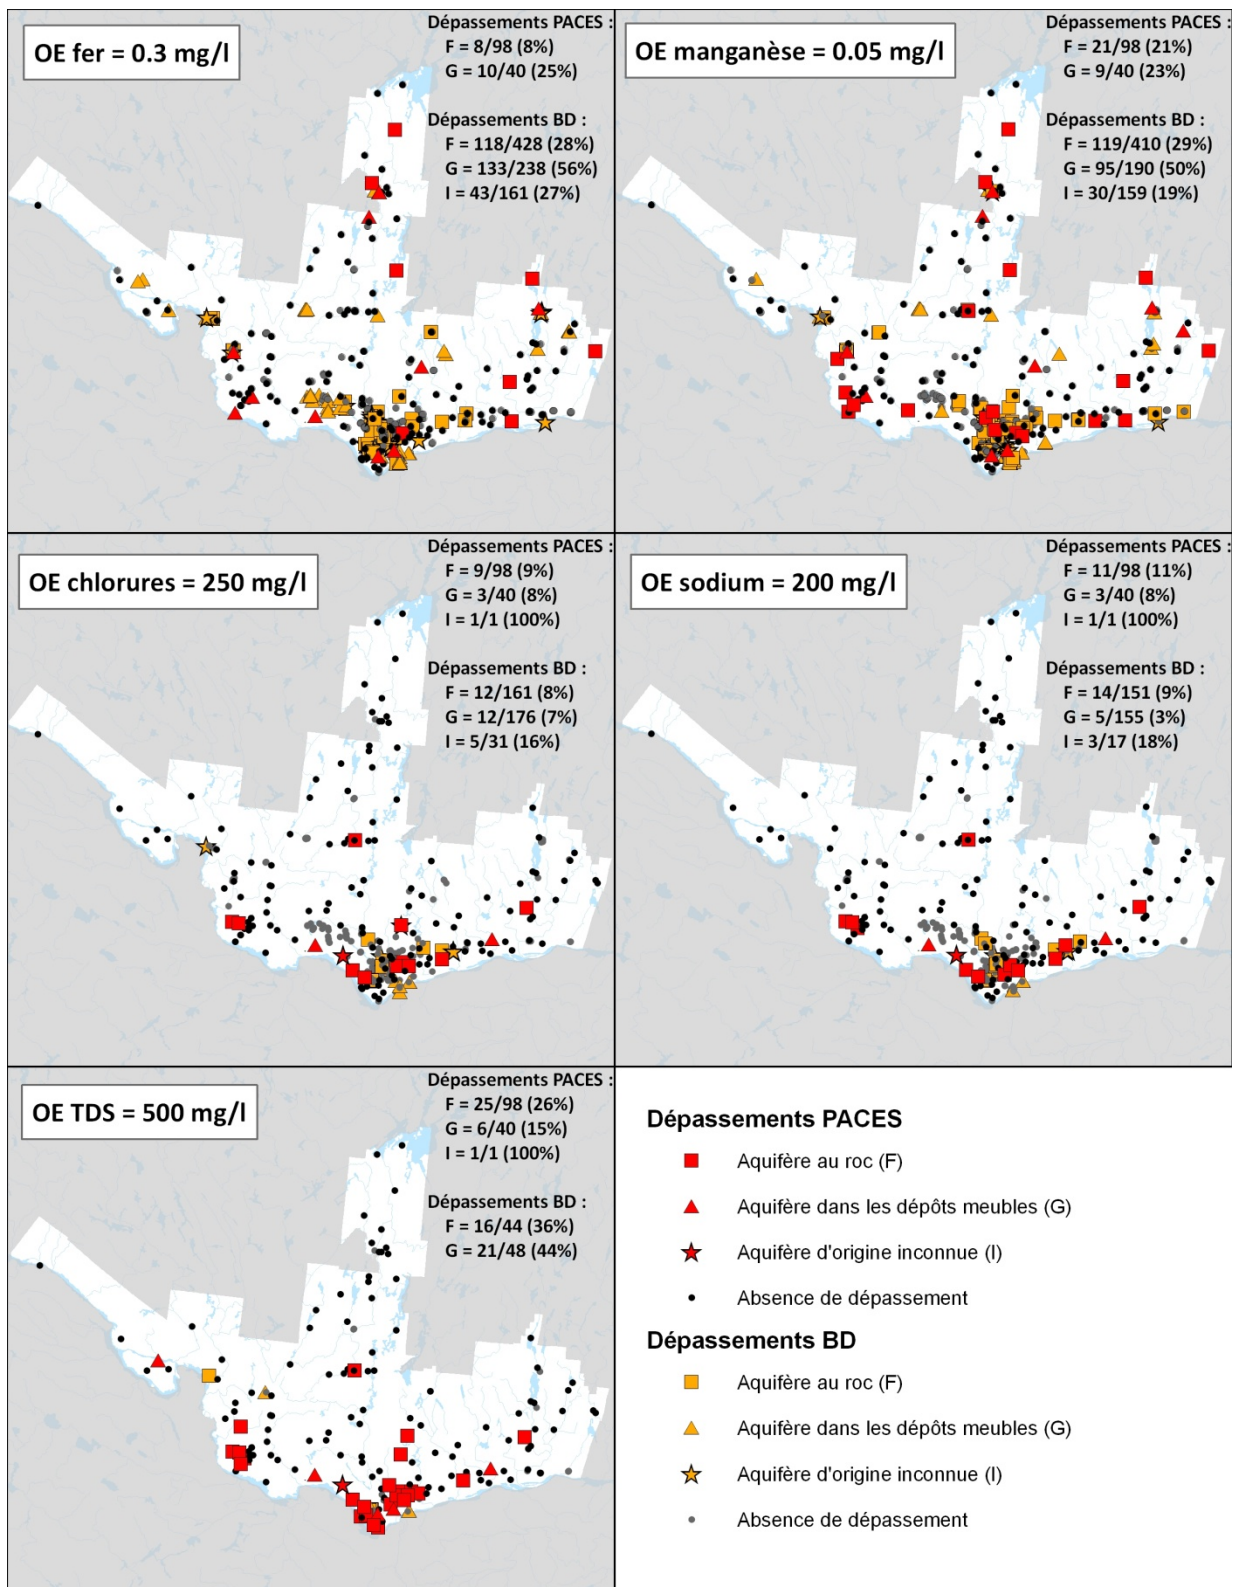 OE fer = 0.3 mg/l
Dépassements PACES :
F = 8/98 (8%)
G = 10/40 (25%)
Dépassements BD :
F = 118/428 (28%)
G = 133/238 (56%)
I = 43/161 (27%)
OE manganèse = 0.05 mg/l
Dépassements PACES :
F = 21/98 (21%)
G = 9/40 (23%)
Dépassements BD :
F = 119/410 (29%)
G = 95/190 (50%)
I = 30/159 (19%)
OE chlorures = 250 mg/l
Dépassements PACES :
F = 9/98 (9%)
G = 3/40 (8%)
I = 1/1 (100%)
Dépassements BD :
F = 12/161 (8%)
G = 12/176 (7%)
I = 5/31 (16%)
OE sodium = 200 mg/l
Dépassements PACES :
F = 11/98 (11%)
G = 3/40 (8%)
I = 1/1 (100%)
Dépassements BD :
F = 14/151 (9%)
G = 5/155 (3%)
I = 3/17 (18%)
OE TDS = 500 mg/l
Dépassements PACES :
F = 25/98 (26%)
G = 6/40 (15%)
I = 1/1 (100%)
Dépassements BD :
F = 16/44 (36%)
G = 21/48 (44%)
Dépassements PACES
Aquifère au roc (F)
Aquifère dans les dépôts meubles (G)
Aquifère d'origine inconnue (I)
Absence de dépassement
Dépassements BD
Aquifère au roc (F)
Aquifère dans les dépôts meubles (G)
Aquifère d'origine inconnue (I)
Absence de dépassement